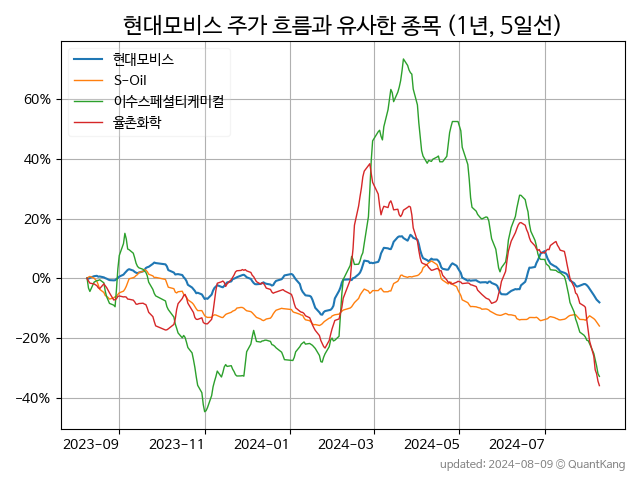 현대모비스 주가 흐름과 유사한 종목 (1년, 5일선)
현대모비스
S-Oil
이수스페셜티케미컬
율촌화학
60%
40%
20%
0%
−20%
−40%
2023-09 2023-11 2024-01 2024-03 2024-05 2024-07
updated: 2024-08-09 © QuantKang